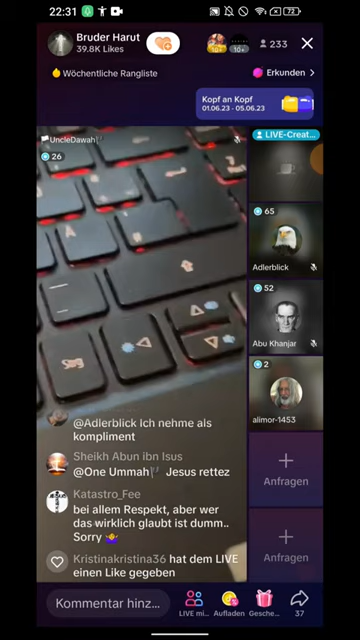 22:31
73
Bruder Harut
39.8K Likes
10+
10+
233
Wöchentliche Rangliste
Erkunden
Kopf an Kopf
01.06.23 - 05.06.23
UncleDawah
26
LIVE-Creat...
65
Adlerblick
52
Abu Khanjar
2
alimor-1453
Anfragen
Anfragen
@Adlerblick Ich nehme als
kompliment
Sheikh Abun ibn Isus
@One Ummah Jesus rettez
Katastro_Fee
bei allem Respekt, aber wer
das wirklich glaubt ist dumm..
Sorry
Kristinakristina36 hat dem LIVE
einen Like gegeben
Kommentar hinz...
LIVE mi...
Aufladen
Gesche...
37